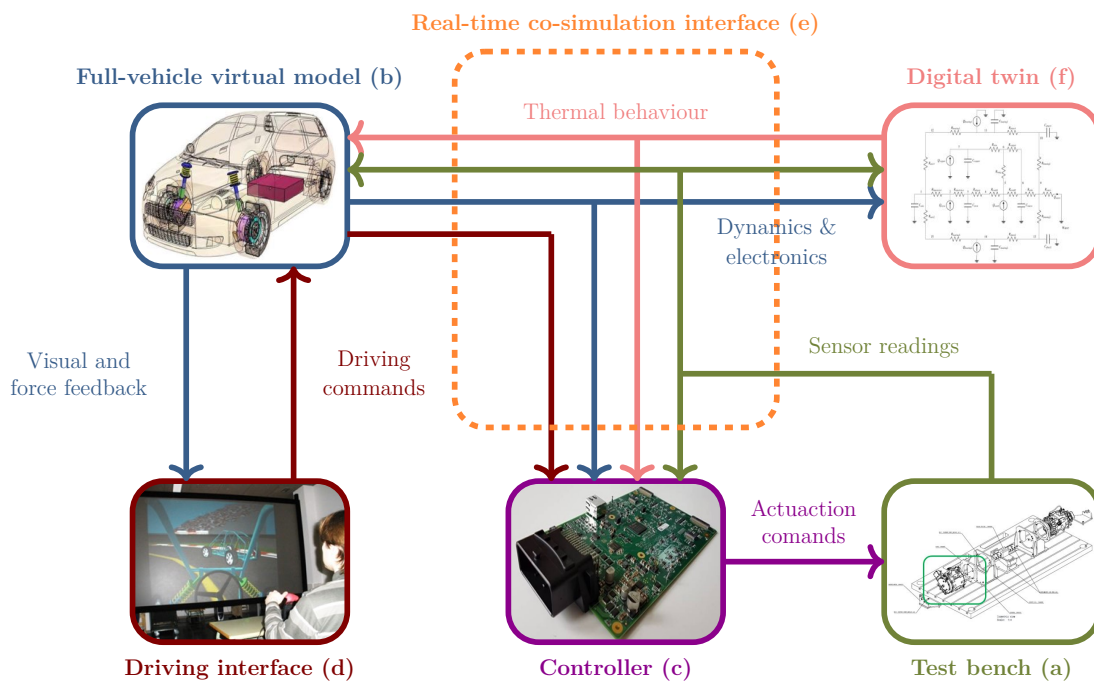 Real-time co-simulation interface (e)
Full-vehicle virtual model (b)
Digital twin (f)
Thermal behaviour
Dynamics &
electronics
Visual and
force feedback
Driving
commands
Sensor readings
Actuaction
comands
Driving interface (d)
Controller (c)
Test bench (a)